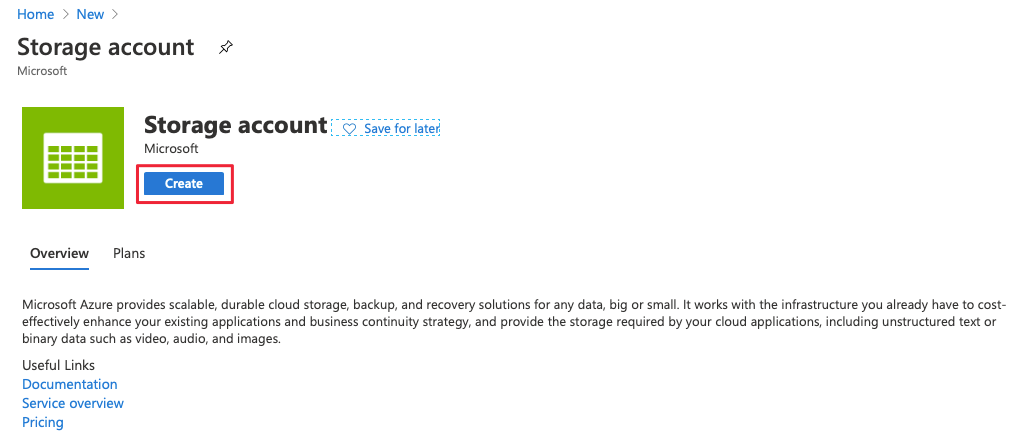 Home > New >
Storage account
Microsoft
Storage account Save for later
Microsoft
Create
Overview Plans
Microsoft Azure provides scalable, durable cloud storage, backup, and recovery solutions for any data, big or small. It works with the infrastructure you already have to cost-
effectively enhance your existing applications and business continuity strategy, and provide the storage required by your cloud applications, including unstructured text or
binary data such as video, audio, and images.
Useful Links
Documentation
Service overview
Pricing